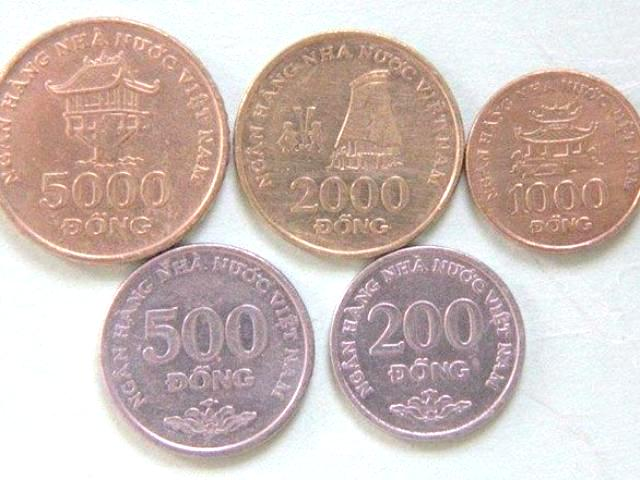 NGÂN HÀNG NHÀ NƯỚC VIỆT NAM
5000
ĐỒNG
NGÂN HÀNG NHÀ NƯỚC VIỆT NAM
2000
ĐỒNG
NGÂN HÀNG NHÀ NƯỚC VIỆT NAM
1000
ĐỒNG
NGÂN HÀNG NHÀ NƯỚC VIỆT NAM
500
ĐỒNG
NGÂN HÀNG NHÀ NƯỚC VIỆT NAM
200
ĐỒNG